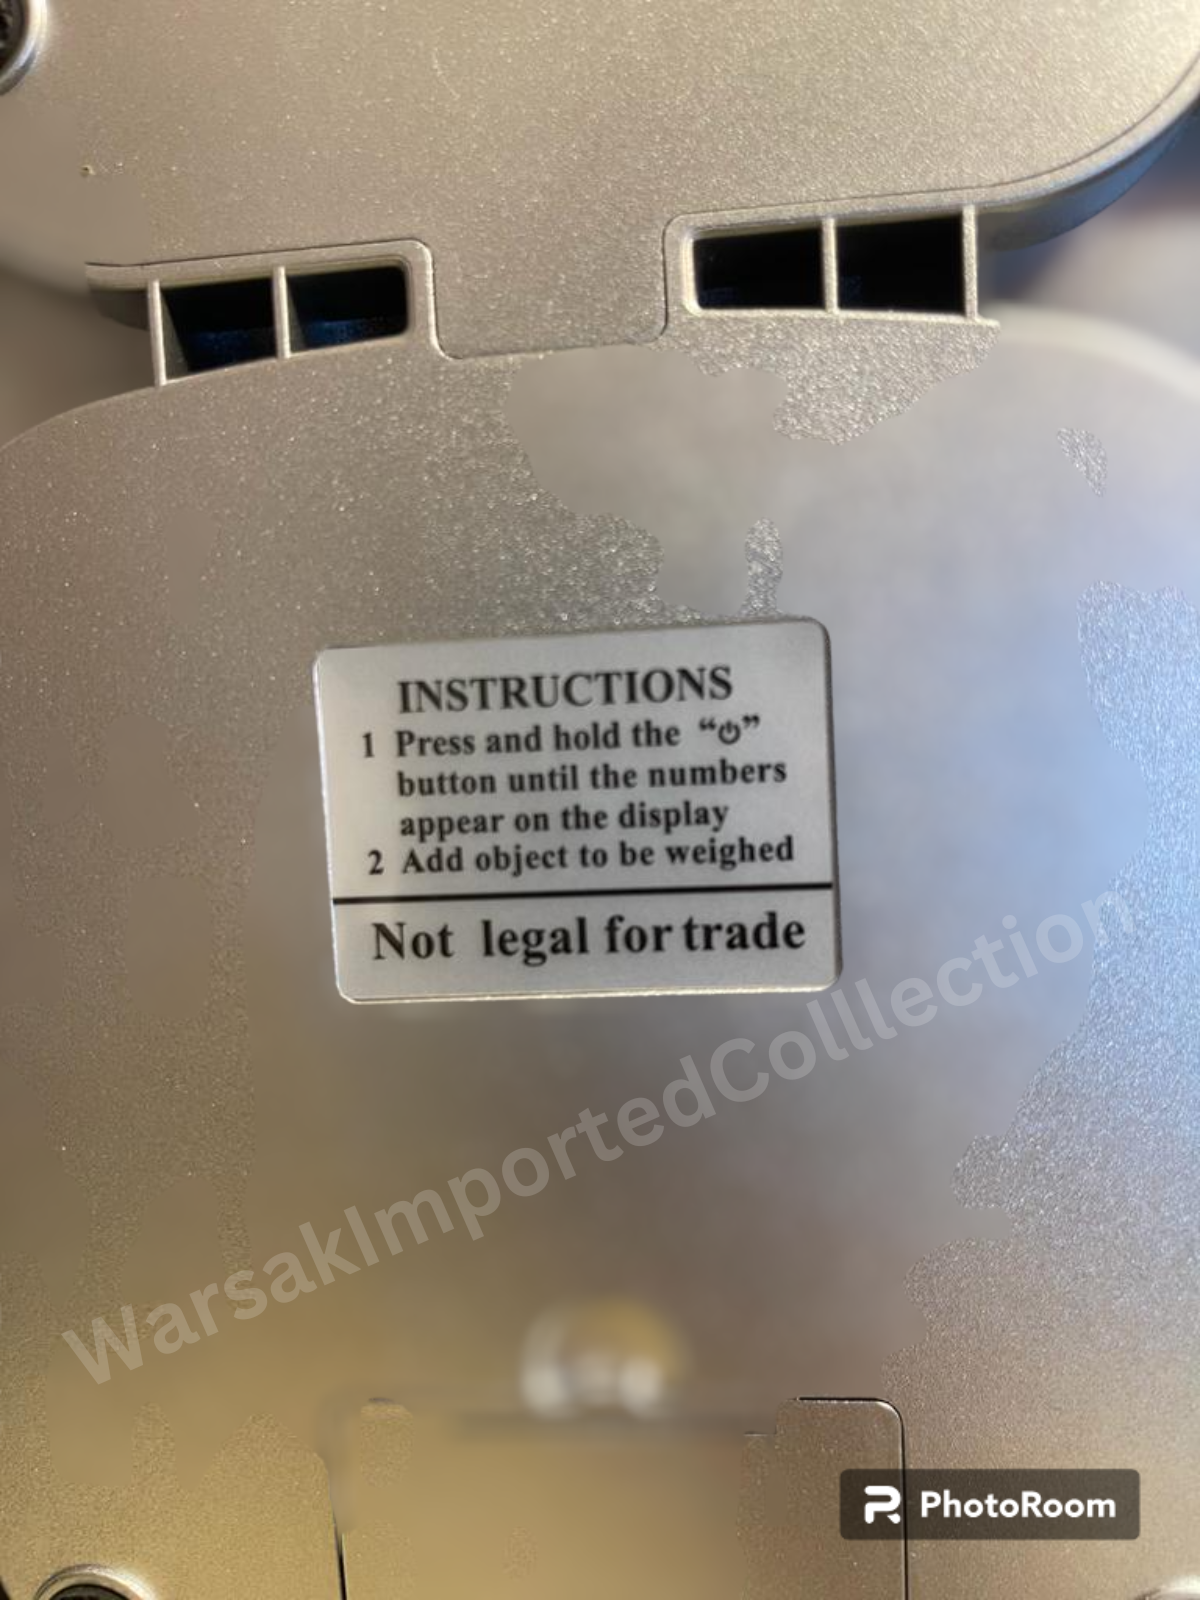 INSTRUCTIONS
1 Press and hold the “⏻”
button until the numbers
appear on the display
2 Add object to be weighed
Not legal for trade
WarsakImportedColllection
PhotoRoom